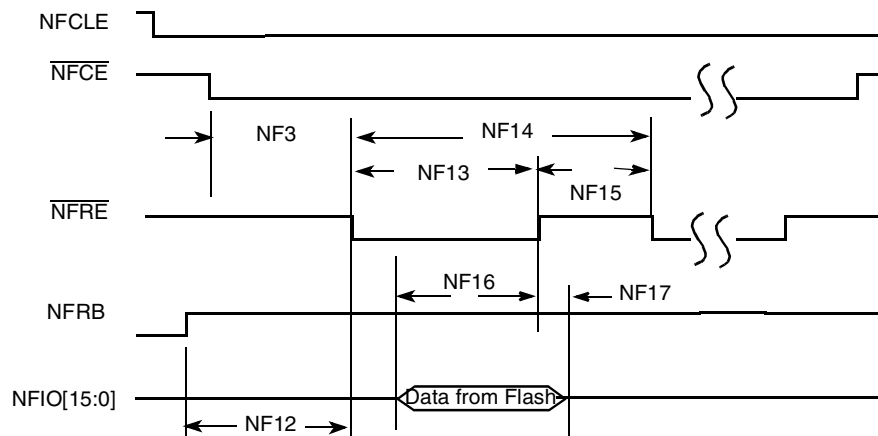 NFCLE
NFCE
NF3
NF14
NF13
NF15
NFRE
NF16
NF17
NFRB
NFIO[15:0]
Data from Flash
NF12